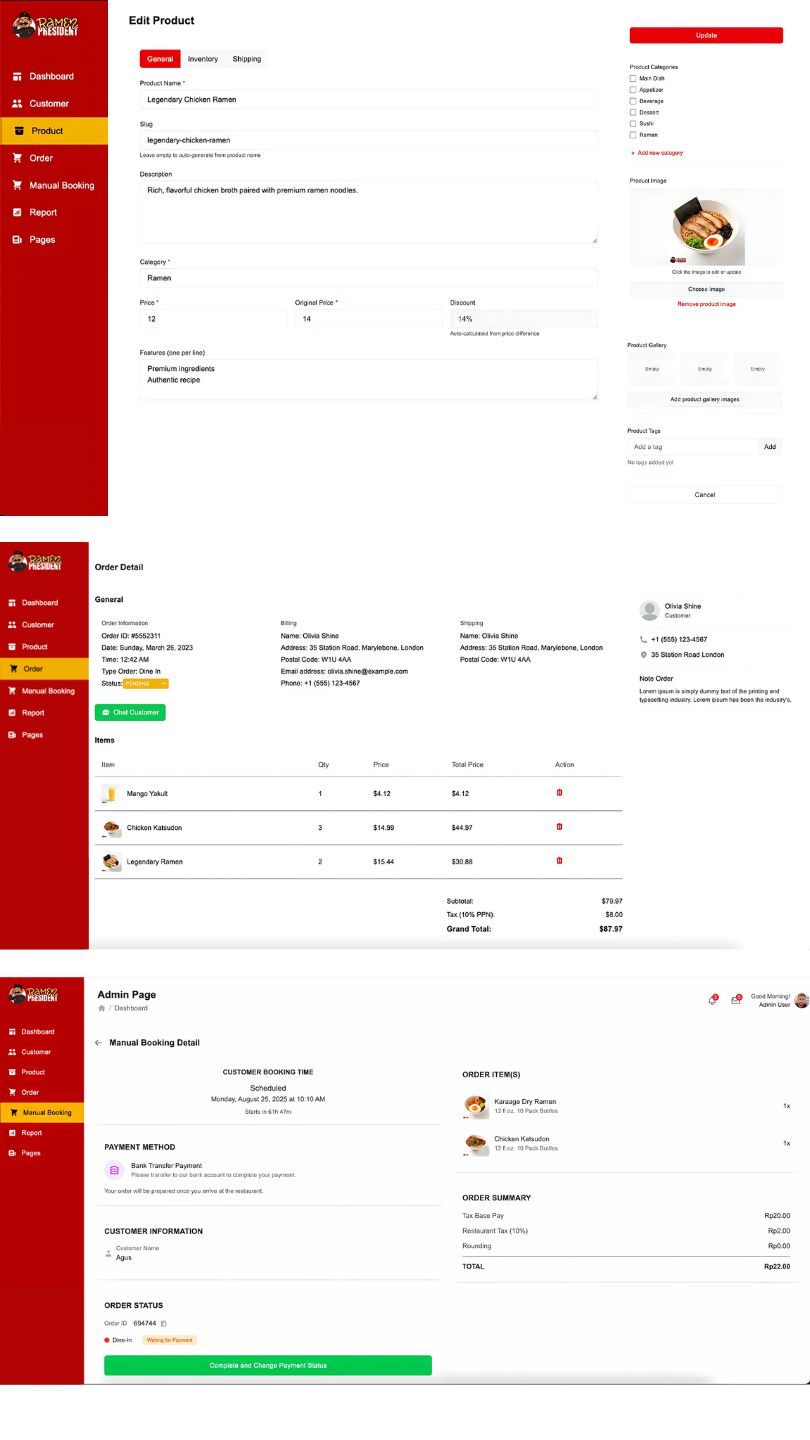 RAMEN
PRESIDENT
Dashboard
Customer
Product
Order
Manual Booking
Report
Pages
Edit Product
General Inventory Shipping
Product Name *
Legendary Chicken Ramen
Slug
legendary-chicken-ramen
Leave empty to auto-generate from product name
Description
Rich, flavorful chicken broth paired with premium ramen noodles.
Category *
Ramen
Price * Original Price * Discount
12 14 14%
Auto-calculated from price difference
Features (one per line)
Premium ingredients
Authentic recipe
Update
Product Categories
Main Dish
Appetizer
Beverage
Dessert
Sushi
Ramen
+ Add new category
Product Image
Click the image to edit or update
Choose Image
Remove product image
Product Gallery
Empty Empty Empty
Add product gallery images
Product Tags
Add a tag Add
No tags added yet
Cancel
RAMEN
PRESIDENT
Dashboard
Customer
Product
Order
Manual Booking
Report
Pages
Order Detail
General
Order Information
Order ID: #5552311
Date: Sunday, March 26, 2023
Time: 12:42 AM
Type Order: Dine In
Status: PENDING
Billing
Name: Olivia Shine
Address: 35 Station Road, Marylebone, London
Postal Code: W1U 4AA
Email address: olivia.shine@example.com
Phone: +1 (555) 123-4567
Shipping
Name: Olivia Shine
Address: 35 Station Road, Marylebone, London
Postal Code: W1U 4AA
Chat Customer
Items
Item Qty Price Total Price Action
Mango Yakult 1 $4.12 $4.12
Chicken Katsudon 3 $14.99 $44.97
Legendary Ramen 2 $15.44 $30.88
Subtotal: $79.97
Tax (10% PPN): $8.00
Grand Total: $87.97
Olivia Shine
Customer
+1 (555) 123-4567
35 Station Road London
Note Order
Lorem ipsum is simply dummy text of the printing and
typesetting industry. Lorem ipsum has been the industry's.
RAMEN
PRESIDENT
Dashboard
Customer
Product
Order
Manual Booking
Report
Pages
Admin Page
/ Dashboard
Good Morning!
Admin User
Manual Booking Detail
CUSTOMER BOOKING TIME
Scheduled
Monday, August 25, 2025 at 10:10 AM
Starts in 61h 47m
PAYMENT METHOD
Bank Transfer Payment
Please transfer to our bank account to complete your payment.
Your order will be prepared once you arrive at the restaurant.
CUSTOMER INFORMATION
Customer Name
Agus
ORDER STATUS
Order ID 694744
Dine-In Waiting for Payment
Complete and Change Payment Status
ORDER ITEM(S)
Karaage Dry Ramen
12 fl oz. 10 Pack Bottles
1x
Chicken Katsudon
12 fl oz. 10 Pack Bottles
1x
ORDER SUMMARY
Tax Base Pay Rp20.00
Restaurant Tax (10%) Rp2.00
Rounding Rp0.00
TOTAL Rp22.00